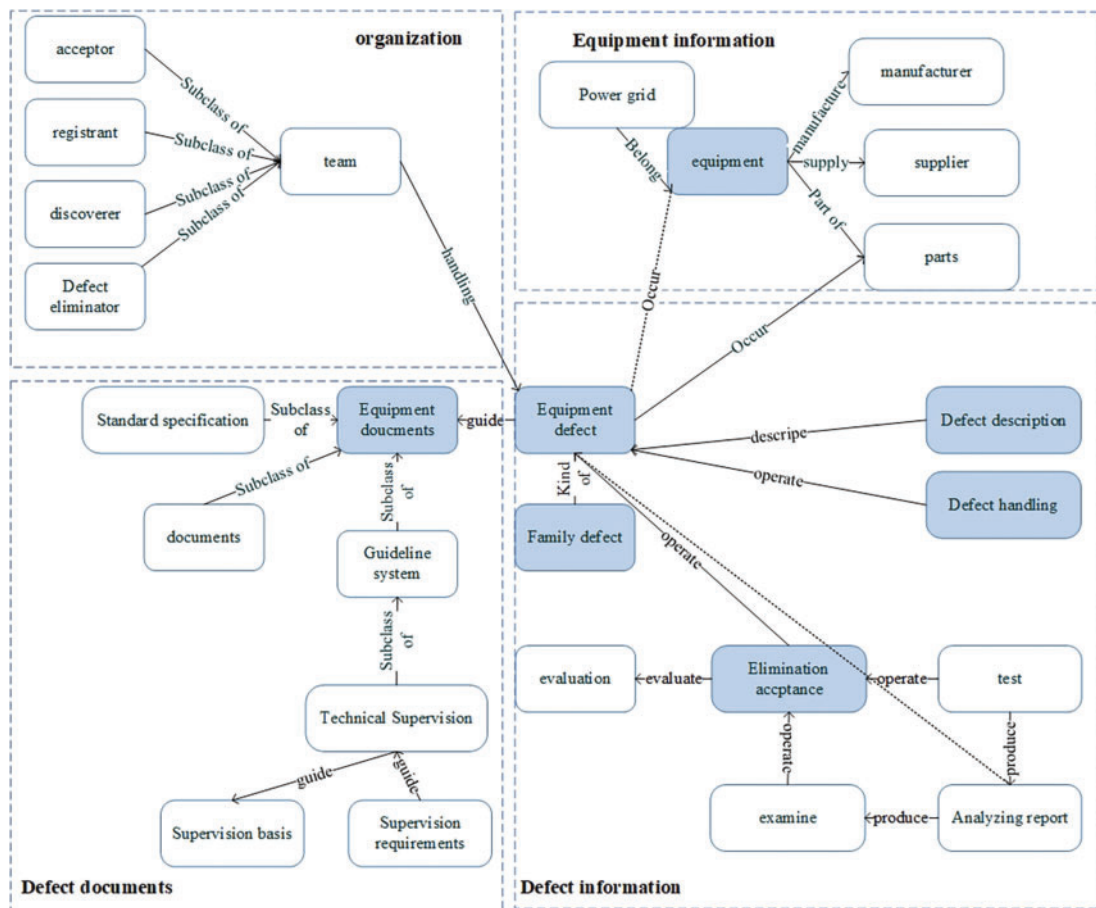 organization
acceptor
Subclass of
registrant
Subclass of
team
discoverer
Subclass of
Subclass of
Defect
eliminator
handling
Equipment information
Power grid
Belong
equipment
manufacture
manufacturer
supply
supplier
Part of
parts
Occur
Occur
Standard specification
Subclass
of
Equipment
doucments
guide
Subclass of
documents
Subclass
of
Guideline
system
Subclass
of
Technical Supervision
guide
guide
Supervision basis
Supervision
requirements
Defect documents
Equipment
defect
descripe
Defect description
operate
Defect handling
Kind
of
Family defect
operate
evaluation
evaluate
Elimination
accptance
operate
test
operate
produce
examine
produce
Analyzing report
Defect information